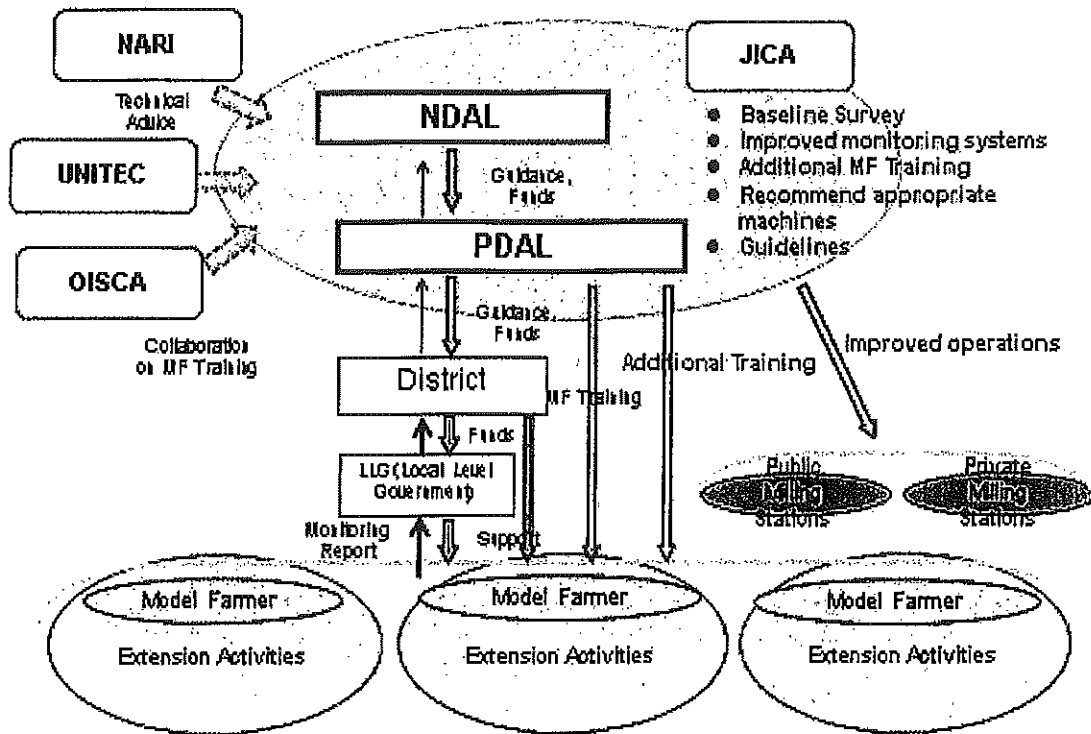 NARI
Technical
Advice
UNITEC
OISCA
Collaboration
on MF Training
NDAL
Guidance,
Funds
PDAL
Guidance,
Funds
JICA
● Baseline Survey
● Improved monitoring systems
● Additional MF Training
● Recommend appropriate
machines
● Guidelines
District
MF Training
Additional Training
Improved operations
Funds
LLG(Local Level
Government)
Monitoring
Report
Support
Public
Milling
Stations
Private
Milling
Stations
Model Farmer
Extension Activities
Model Farmer
Extension Activities
Model Farmer
Extension Activities